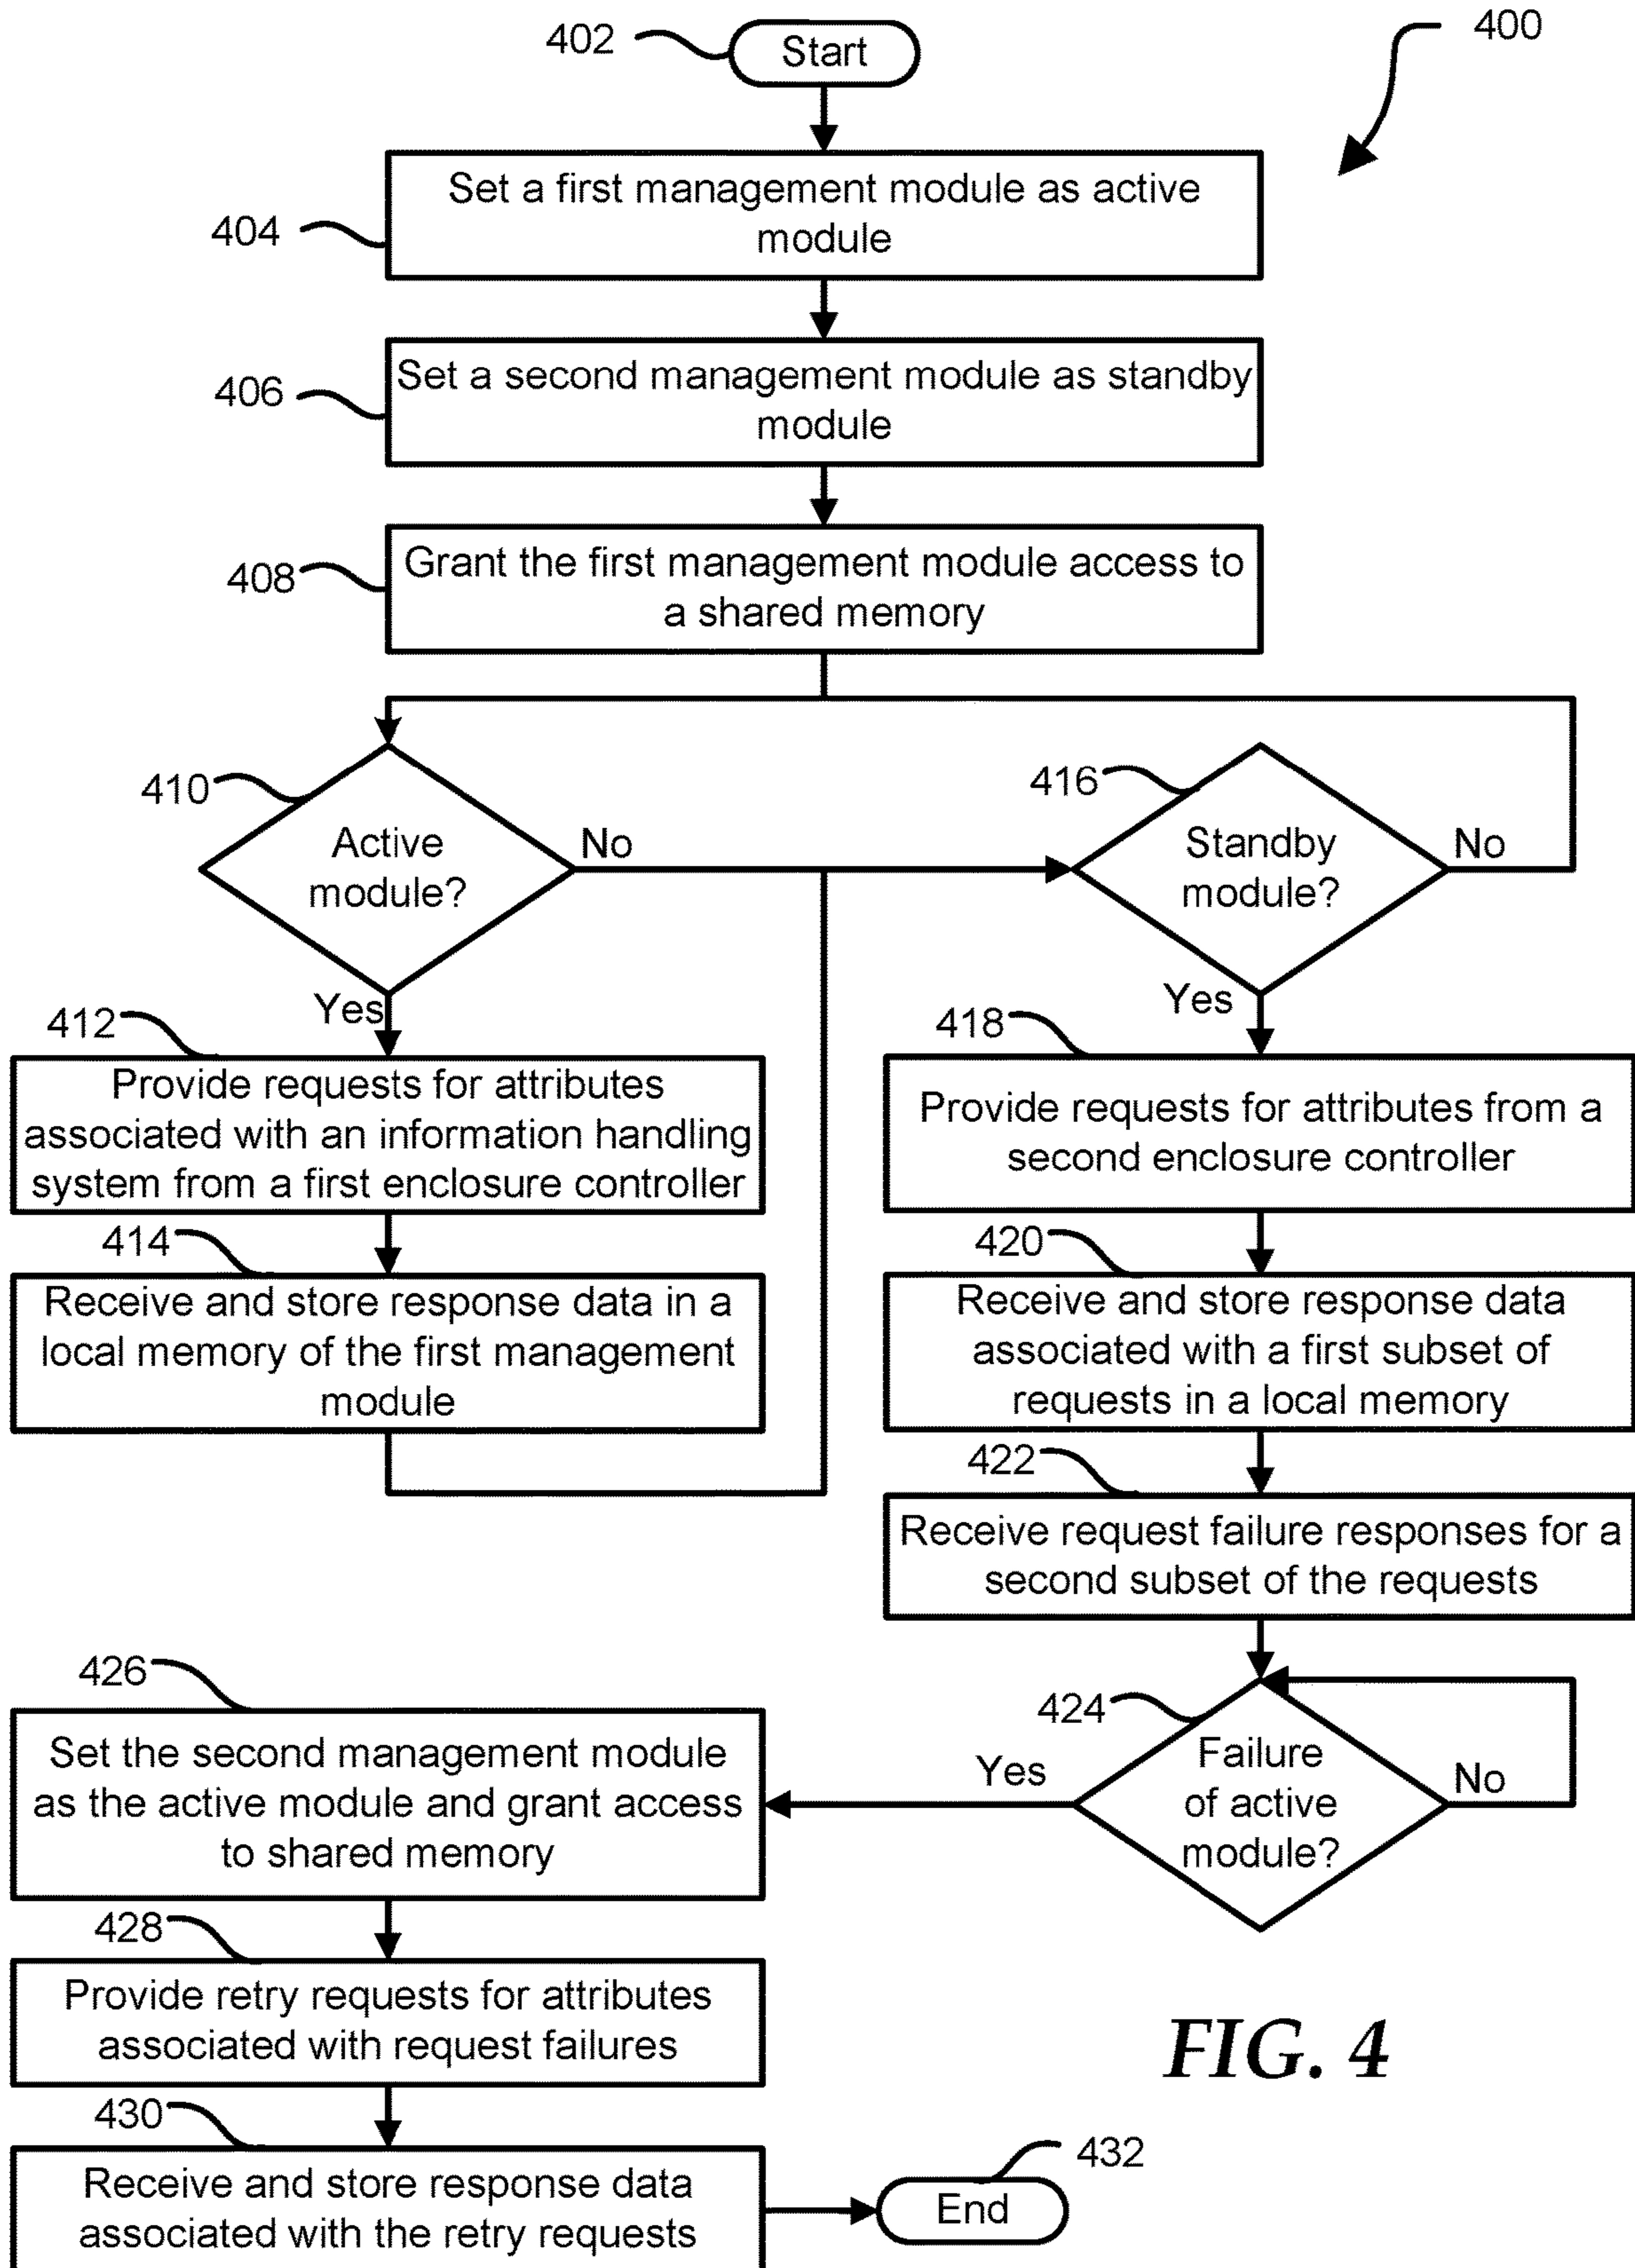 402
Start
400
404
Set a first management module as active
module
406
Set a second management module as standby
module
408
Grant the first management module access to
a shared memory
410
Active
module?
No
Yes
416
Standby
module?
No
Yes
412
Provide requests for attributes
associated with an information handling
system from a first enclosure controller
414
Receive and store response data in a
local memory of the first management
module
418
Provide requests for attributes from a
second enclosure controller
420
Receive and store response data
associated with a first subset of
requests in a local memory
422
Receive request failure responses for a
second subset of the requests
424
Failure
of active
module?
Yes
No
426
Set the second management module
as the active module and grant access
to shared memory
428
Provide retry requests for attributes
associated with request failures
430
Receive and store response data
associated with the retry requests
432
End
FIG. 4